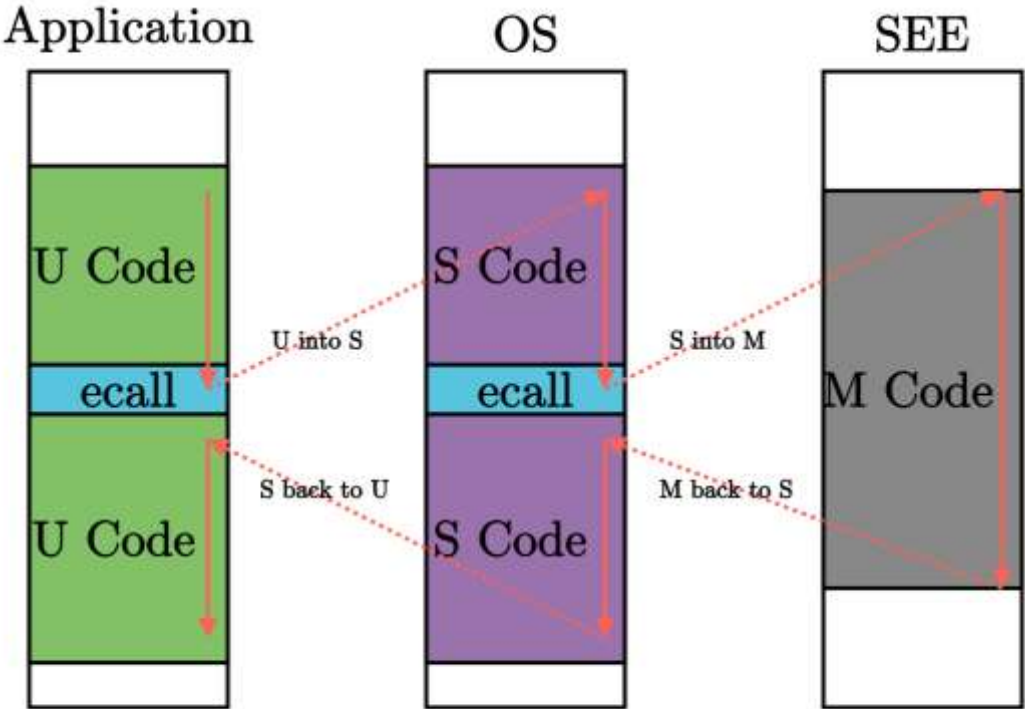 Application
OS
SEE
U Code
S Code
U into S
S into M
ecall
ecall
M Code
S back to U
M back to S
U Code
S Code